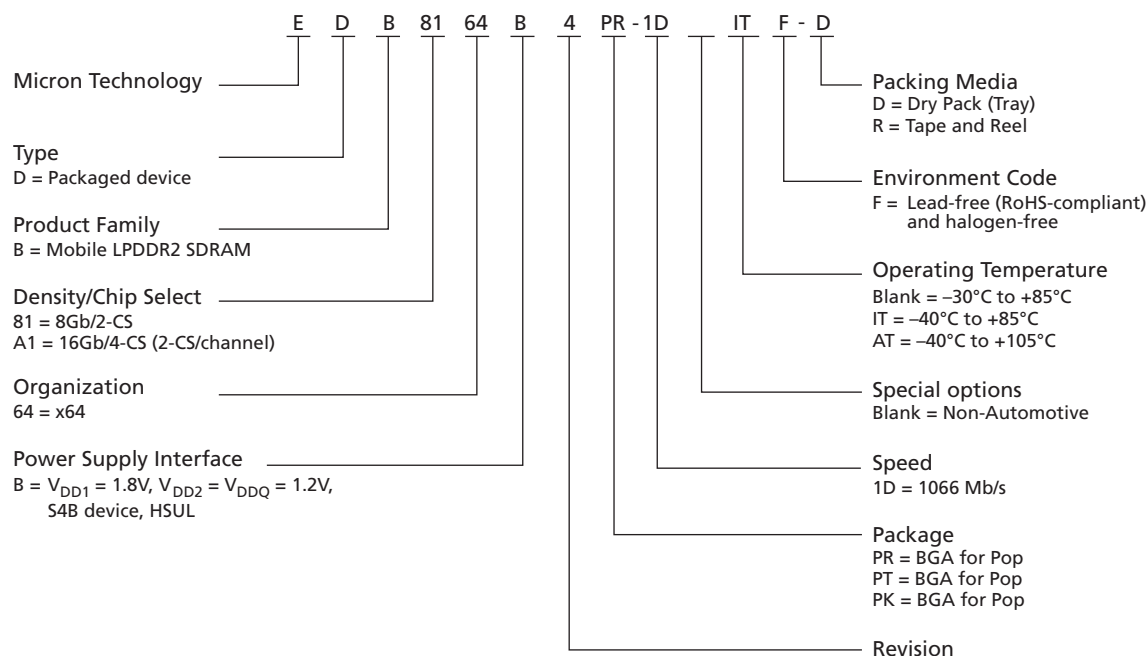 E D B 81 64 B 4 PR - 1D IT F - D
Micron Technology
Type
D = Packaged device
Product Family
B = Mobile LPDDR2 SDRAM
Density/Chip Select
81 = 8Gb/2-CS
A1 = 16Gb/4-CS (2-CS/channel)
Organization
64 = x64
Power Supply Interface
B = VDD1 = 1.8V, VDD2 = VDDQ = 1.2V,
S4B device, HSUL
Packing Media
D = Dry Pack (Tray)
R = Tape and Reel
Environment Code
F = Lead-free (RoHS-compliant)
and halogen-free
Operating Temperature
Blank = –30°C to +85°C
IT = –40°C to +85°C
AT = –40°C to +105°C
Special options
Blank = Non-Automotive
Speed
1D = 1066 Mb/s
Package
PR = BGA for Pop
PT = BGA for Pop
PK = BGA for Pop
Revision